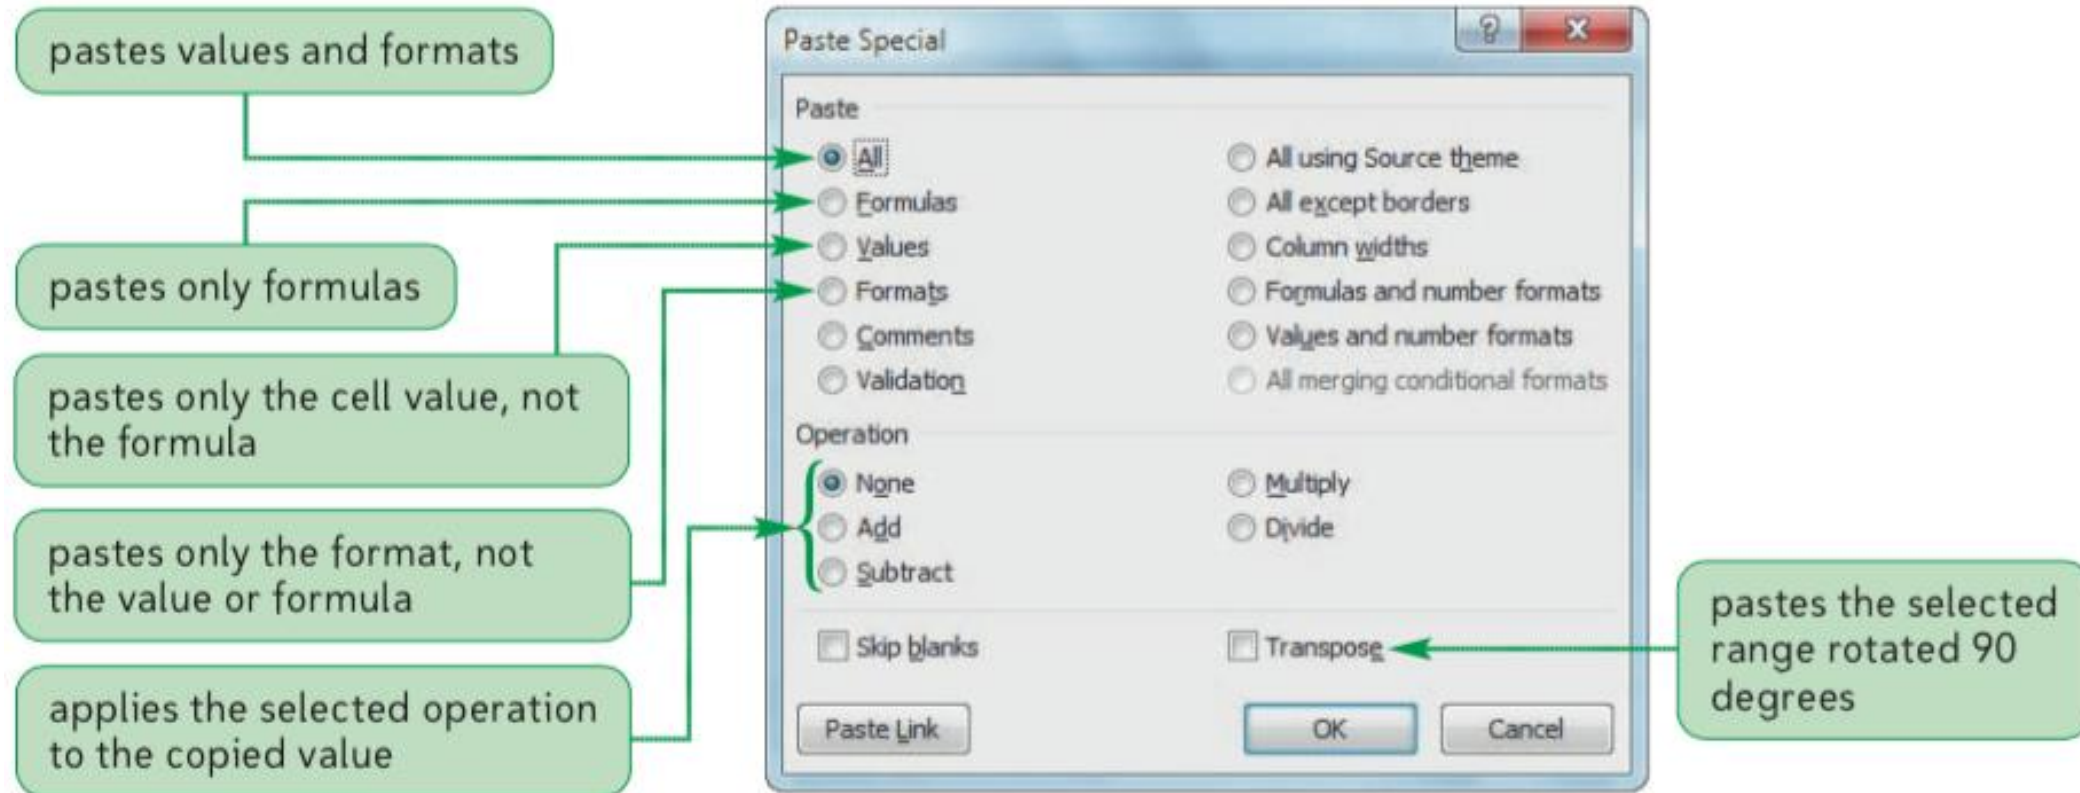 pastes values and formats
pastes only formulas
pastes only the cell value, not
the formula
pastes only the format, not
the value or formula
applies the selected operation
to the copied value
Paste Special
Paste
All
Formulas
Values
Formats
Comments
Validation
All using Source theme
All except borders
Column widths
Formulas and number formats
Values and number formats
All merging conditional formats
Operation
None
Add
Subtract
Multiply
Divide
Skip blanks
Transpose
Paste Link
OK
Cancel
pastes the selected
range rotated 90
degrees